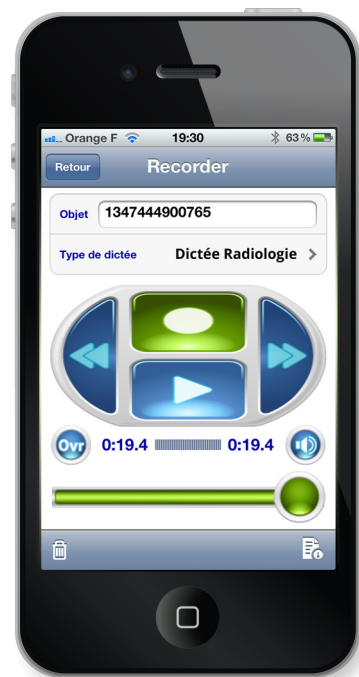 Orange F 19:30 63 %
Retour Recorder
Objet 1347444900765
Type de dictée Dictée Radiologie
Ovr 0:19.4 0:19.4